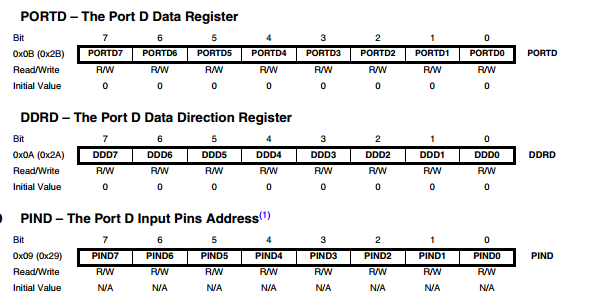 PORTD – The Port D Data Register
Bit 7 6 5 4 3 2 1 0
0x0B (0x2B) PORTD7 PORTD6 PORTD5 PORTD4 PORTD3 PORTD2 PORTD1 PORTD0 PORTD
Read/Write R/W R/W R/W R/W R/W R/W R/W R/W
Initial Value 0 0 0 0 0 0 0 0
DDRD – The Port D Data Direction Register
Bit 7 6 5 4 3 2 1 0
0x0A (0x2A) DDD7 DDD6 DDD5 DDD4 DDD3 DDD2 DDD1 DDD0 DDRD
Read/Write R/W R/W R/W R/W R/W R/W R/W R/W
Initial Value 0 0 0 0 0 0 0 0
PIND – The Port D Input Pins Address(1)
Bit 7 6 5 4 3 2 1 0
0x09 (0x29) PIND7 PIND6 PIND5 PIND4 PIND3 PIND2 PIND1 PIND0 PIND
Read/Write R/W R/W R/W R/W R/W R/W R/W R/W
Initial Value N/A N/A N/A N/A N/A N/A N/A N/A